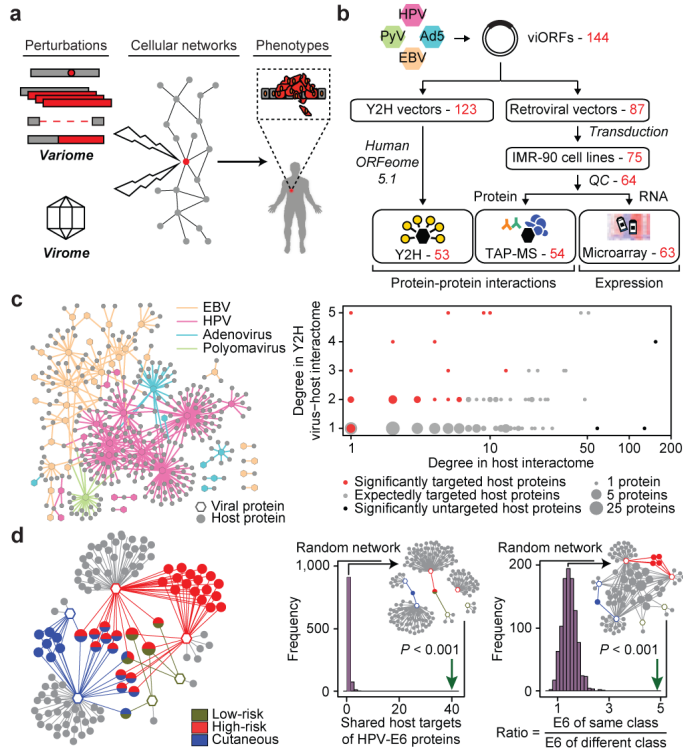 a
Perturbations
Cellular networks
Phenotypes
Variome
Virome
b
HPV
PyV
Ad5
EBV
viORFs - 144
Y2H vectors - 123
Retroviral vectors - 87
Human
ORFeome
5.1
Transduction
IMR-90 cell lines - 75
QC - 64
Protein
RNA
Y2H - 53
TAP-MS - 54
Microarray - 63
Protein-protein interactions
Expression
c
EBV
HPV
Adenovirus
Polyomavirus
Viral protein
Host protein
Degree in Y2H
virus−host interactome
5
4
3
2
1
1
10
50
100
200
Degree in host interactome
Significantly targeted host proteins
Expectedly targeted host proteins
Significantly untargeted host proteins
1 protein
5 proteins
25 proteins
d
Low-risk
High-risk
Cutaneous
Random network
1,000
500
0
Frequency
P < 0.001
0
20
40
Shared host targets
of HPV-E6 proteins
Random network
200
100
0
Frequency
P < 0.001
1
3
5
Ratio =
E6 of same class
E6 of different class